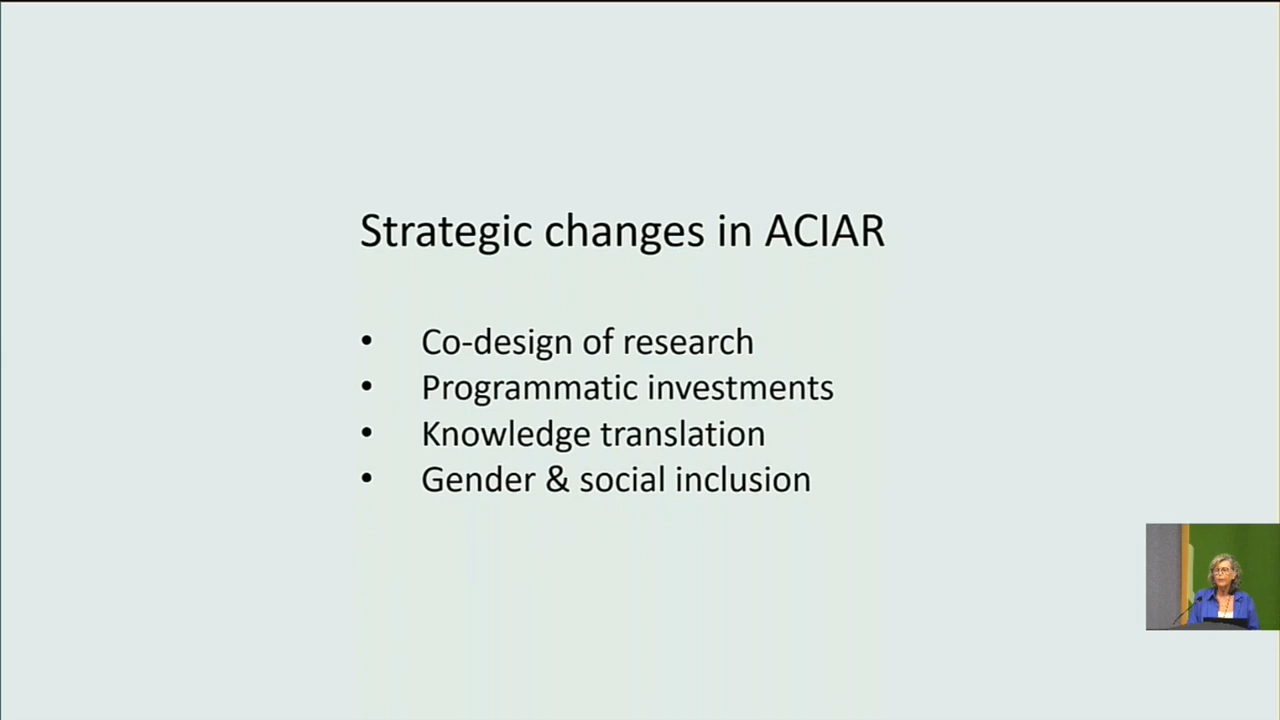 Strategic changes in ACIAR
• Co-design of research
• Programmatic investments
• Knowledge translation
• Gender & social inclusion